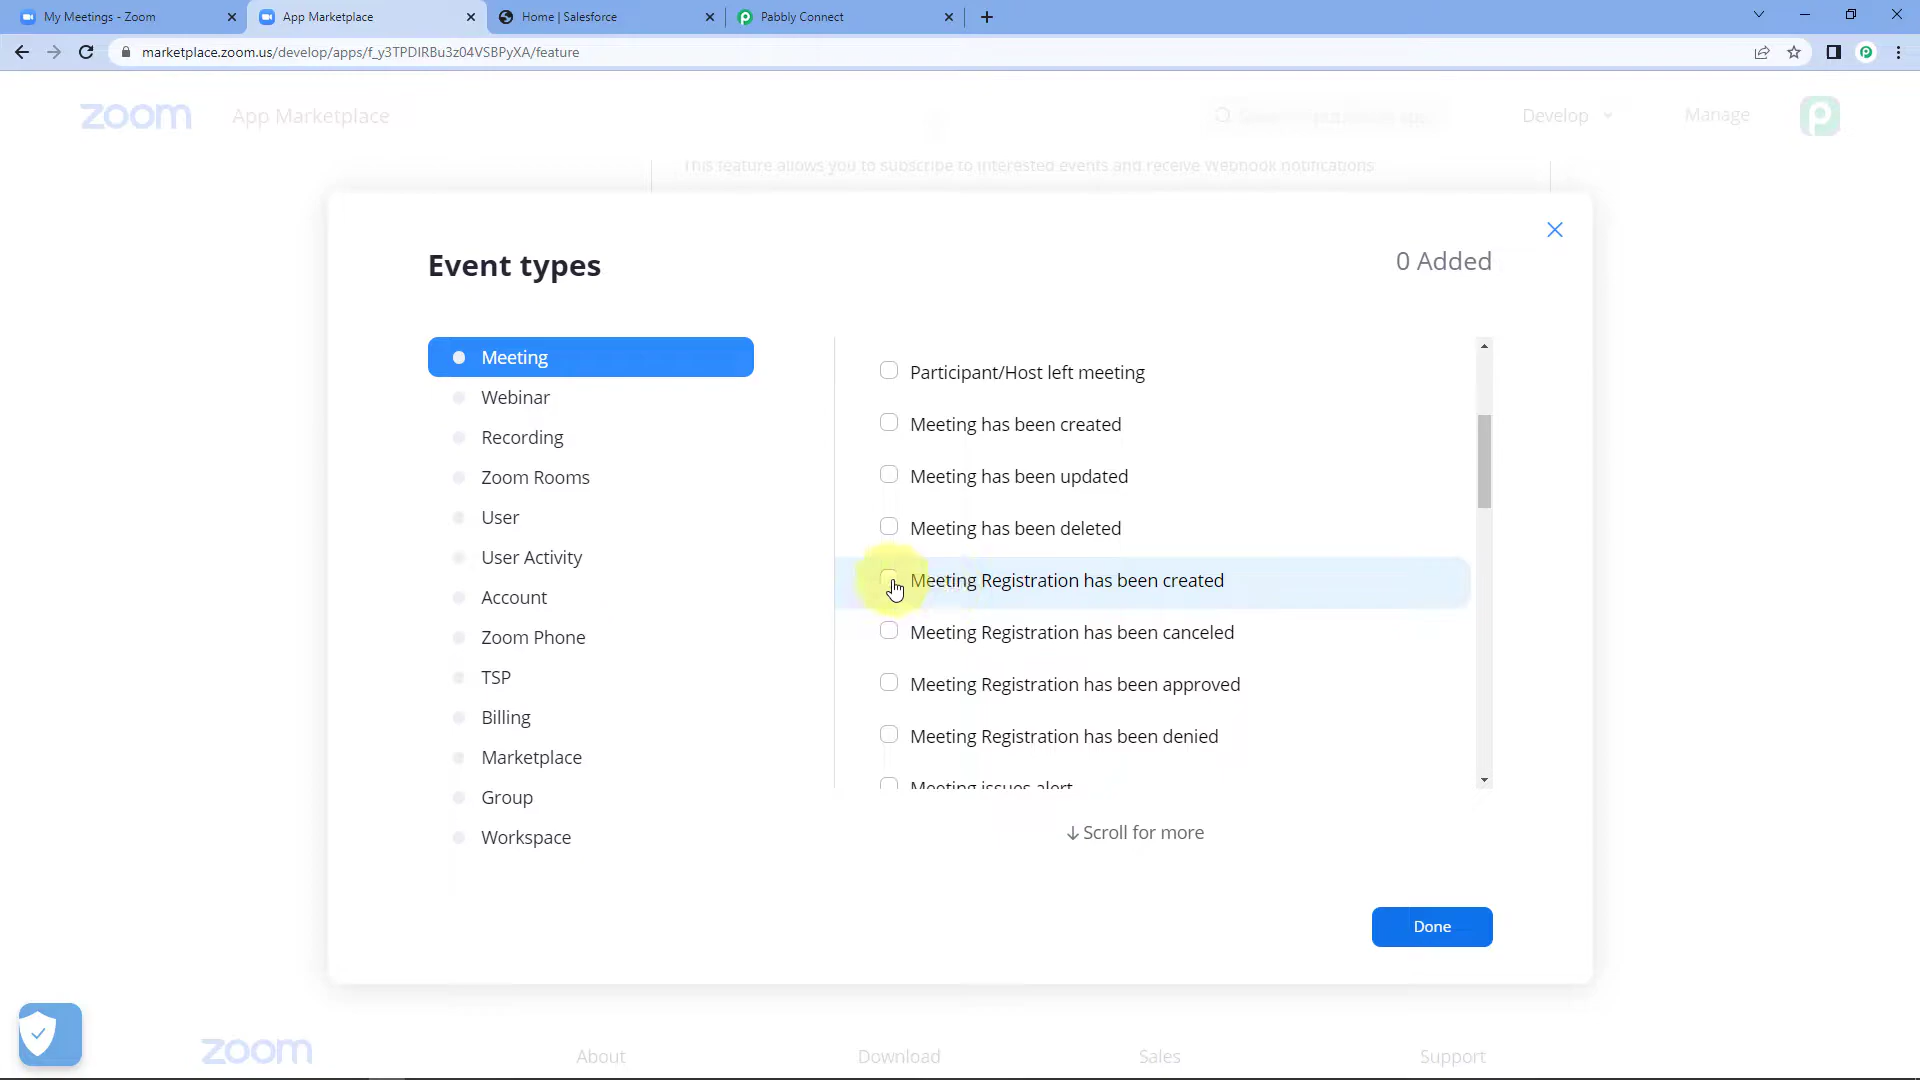 My Meetings - Zoom
App Marketplace
Home | Salesforce
Pabbly Connect
marketplace.zoom.us/develop/apps/f_y3TPDIRBu3z04VSBPyXA/feature
zoom
App Marketplace
Develop
Manage
This feature allows you to subscribe to interested events and receive Webhook notifications
Event types
0 Added
Meeting
Webinar
Recording
Zoom Rooms
User
User Activity
Account
Zoom Phone
TSP
Billing
Marketplace
Group
Workspace
Participant/Host left meeting
Meeting has been created
Meeting has been updated
Meeting has been deleted
Meeting Registration has been created
Meeting Registration has been canceled
Meeting Registration has been approved
Meeting Registration has been denied
Meeting issues alert
↓ Scroll for more
Done
zoom
About
Download
Sales
Support